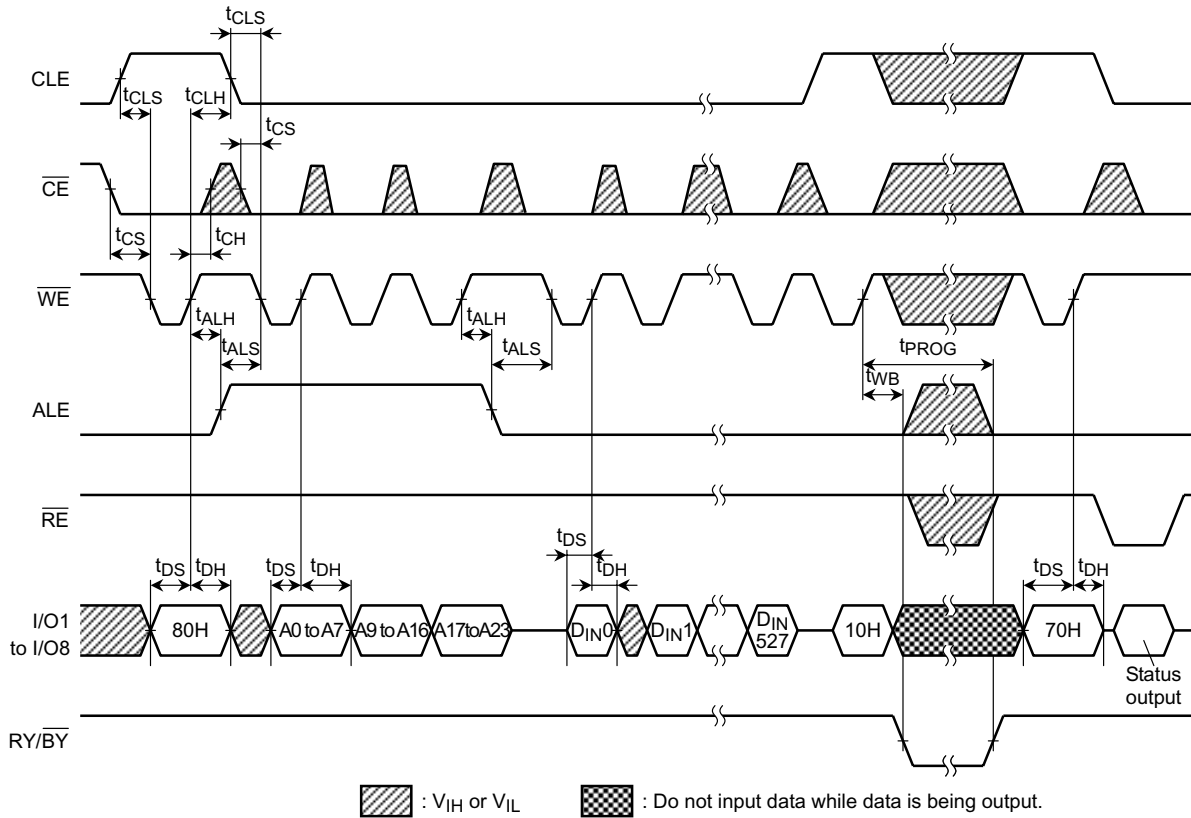 tCLS
CLE
tCLS
tCLH
tCS
CE
tCS
tCH
WE
tALH
tALS
tALH
tALS
tPROG
tWB
ALE
RE
tDS
tDH
tDS
tDH
tDS
tDH
tDS
tDH
I/O1
to I/O8
80H
A0 to A7
A9 to A16
A17 to A23
DIN0
DIN1
DIN
527
10H
70H
Status
output
RY/BY
: VIH or VIL
: Do not input data while data is being output.